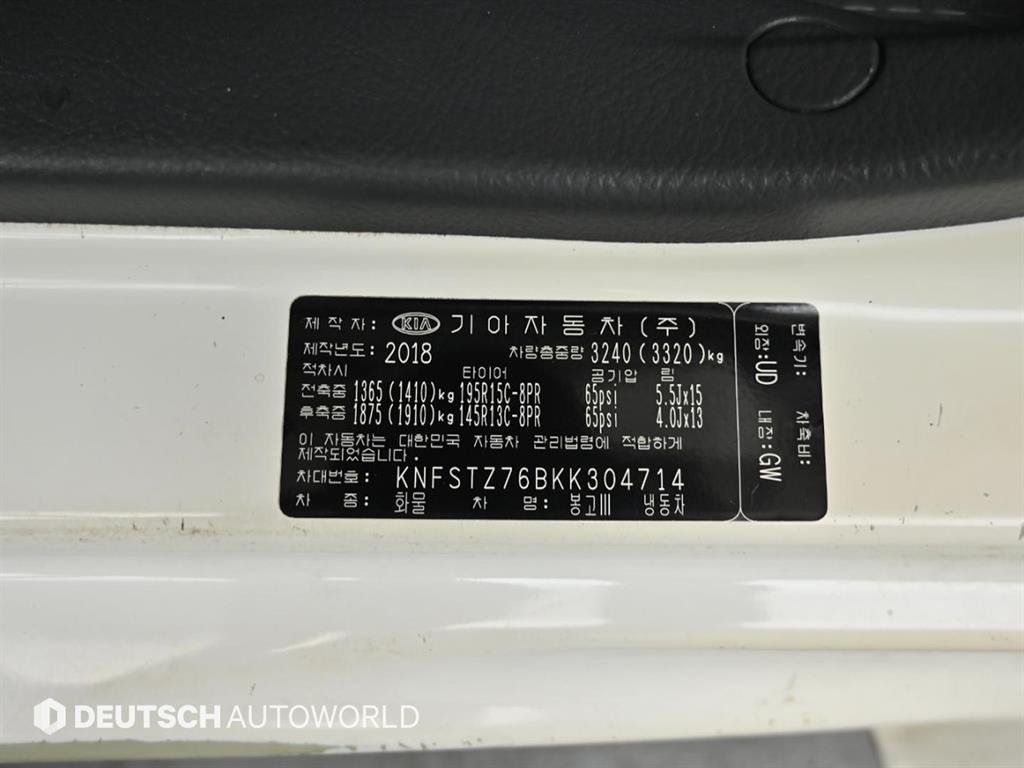 제 작 자 : KIA 기 아 자 동 차 ( 주 )
제작년도: 2018 차량총중량 3240 (3320)kg
적차시 타이어 공기압 림
전축중 1365 (1410)kg 195R15C-8PR 65psi 5.5Jx15
후축중 1875 (1910)kg 145R13C-8PR 65psi 4.0Jx13
이 자동차는 대한민국 자동차 관리법령에 적합하게
제작되었습니다.
차대번호: KNFSTZ76BKK304714
차 종: 화물 차 명: 봉고Ⅲ 냉동차
변속기: 차축비:
외장:UD 내장:GW
DEUTSCH AUTOWORLD